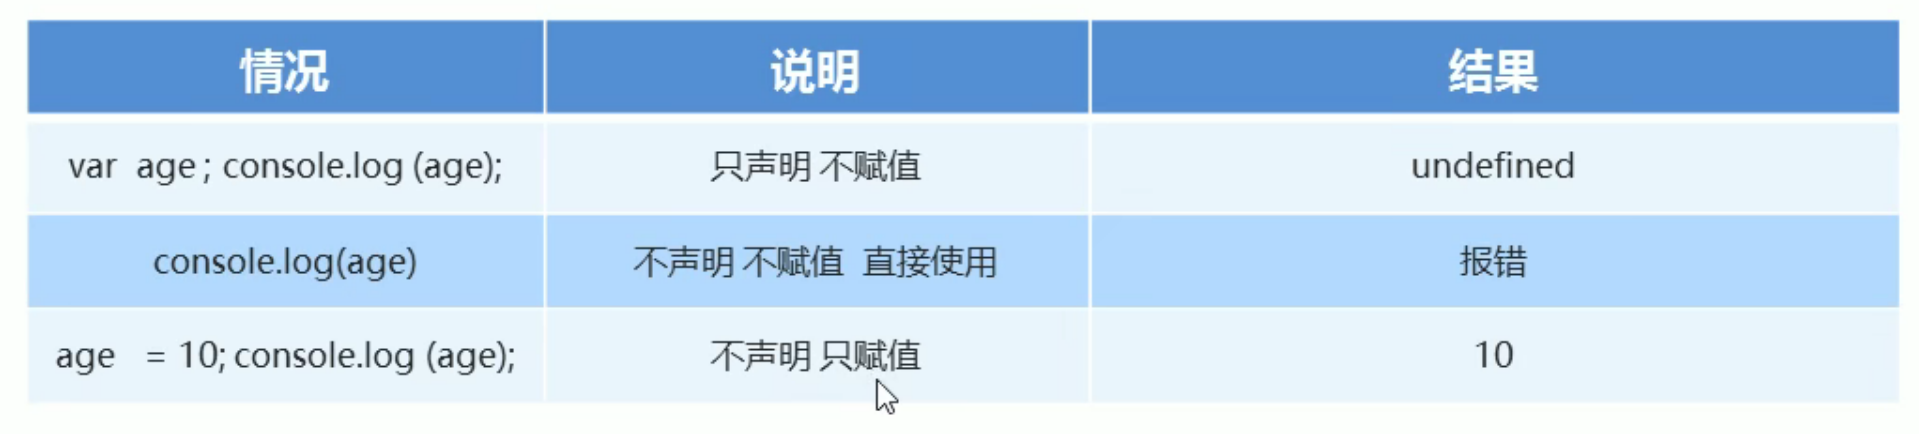 情况 说明 结果
var age ; console.log (age); 只声明 不赋值 undefined
console.log(age) 不声明 不赋值 直接使用 报错
age = 10; console.log (age); 不声明 只赋值 10